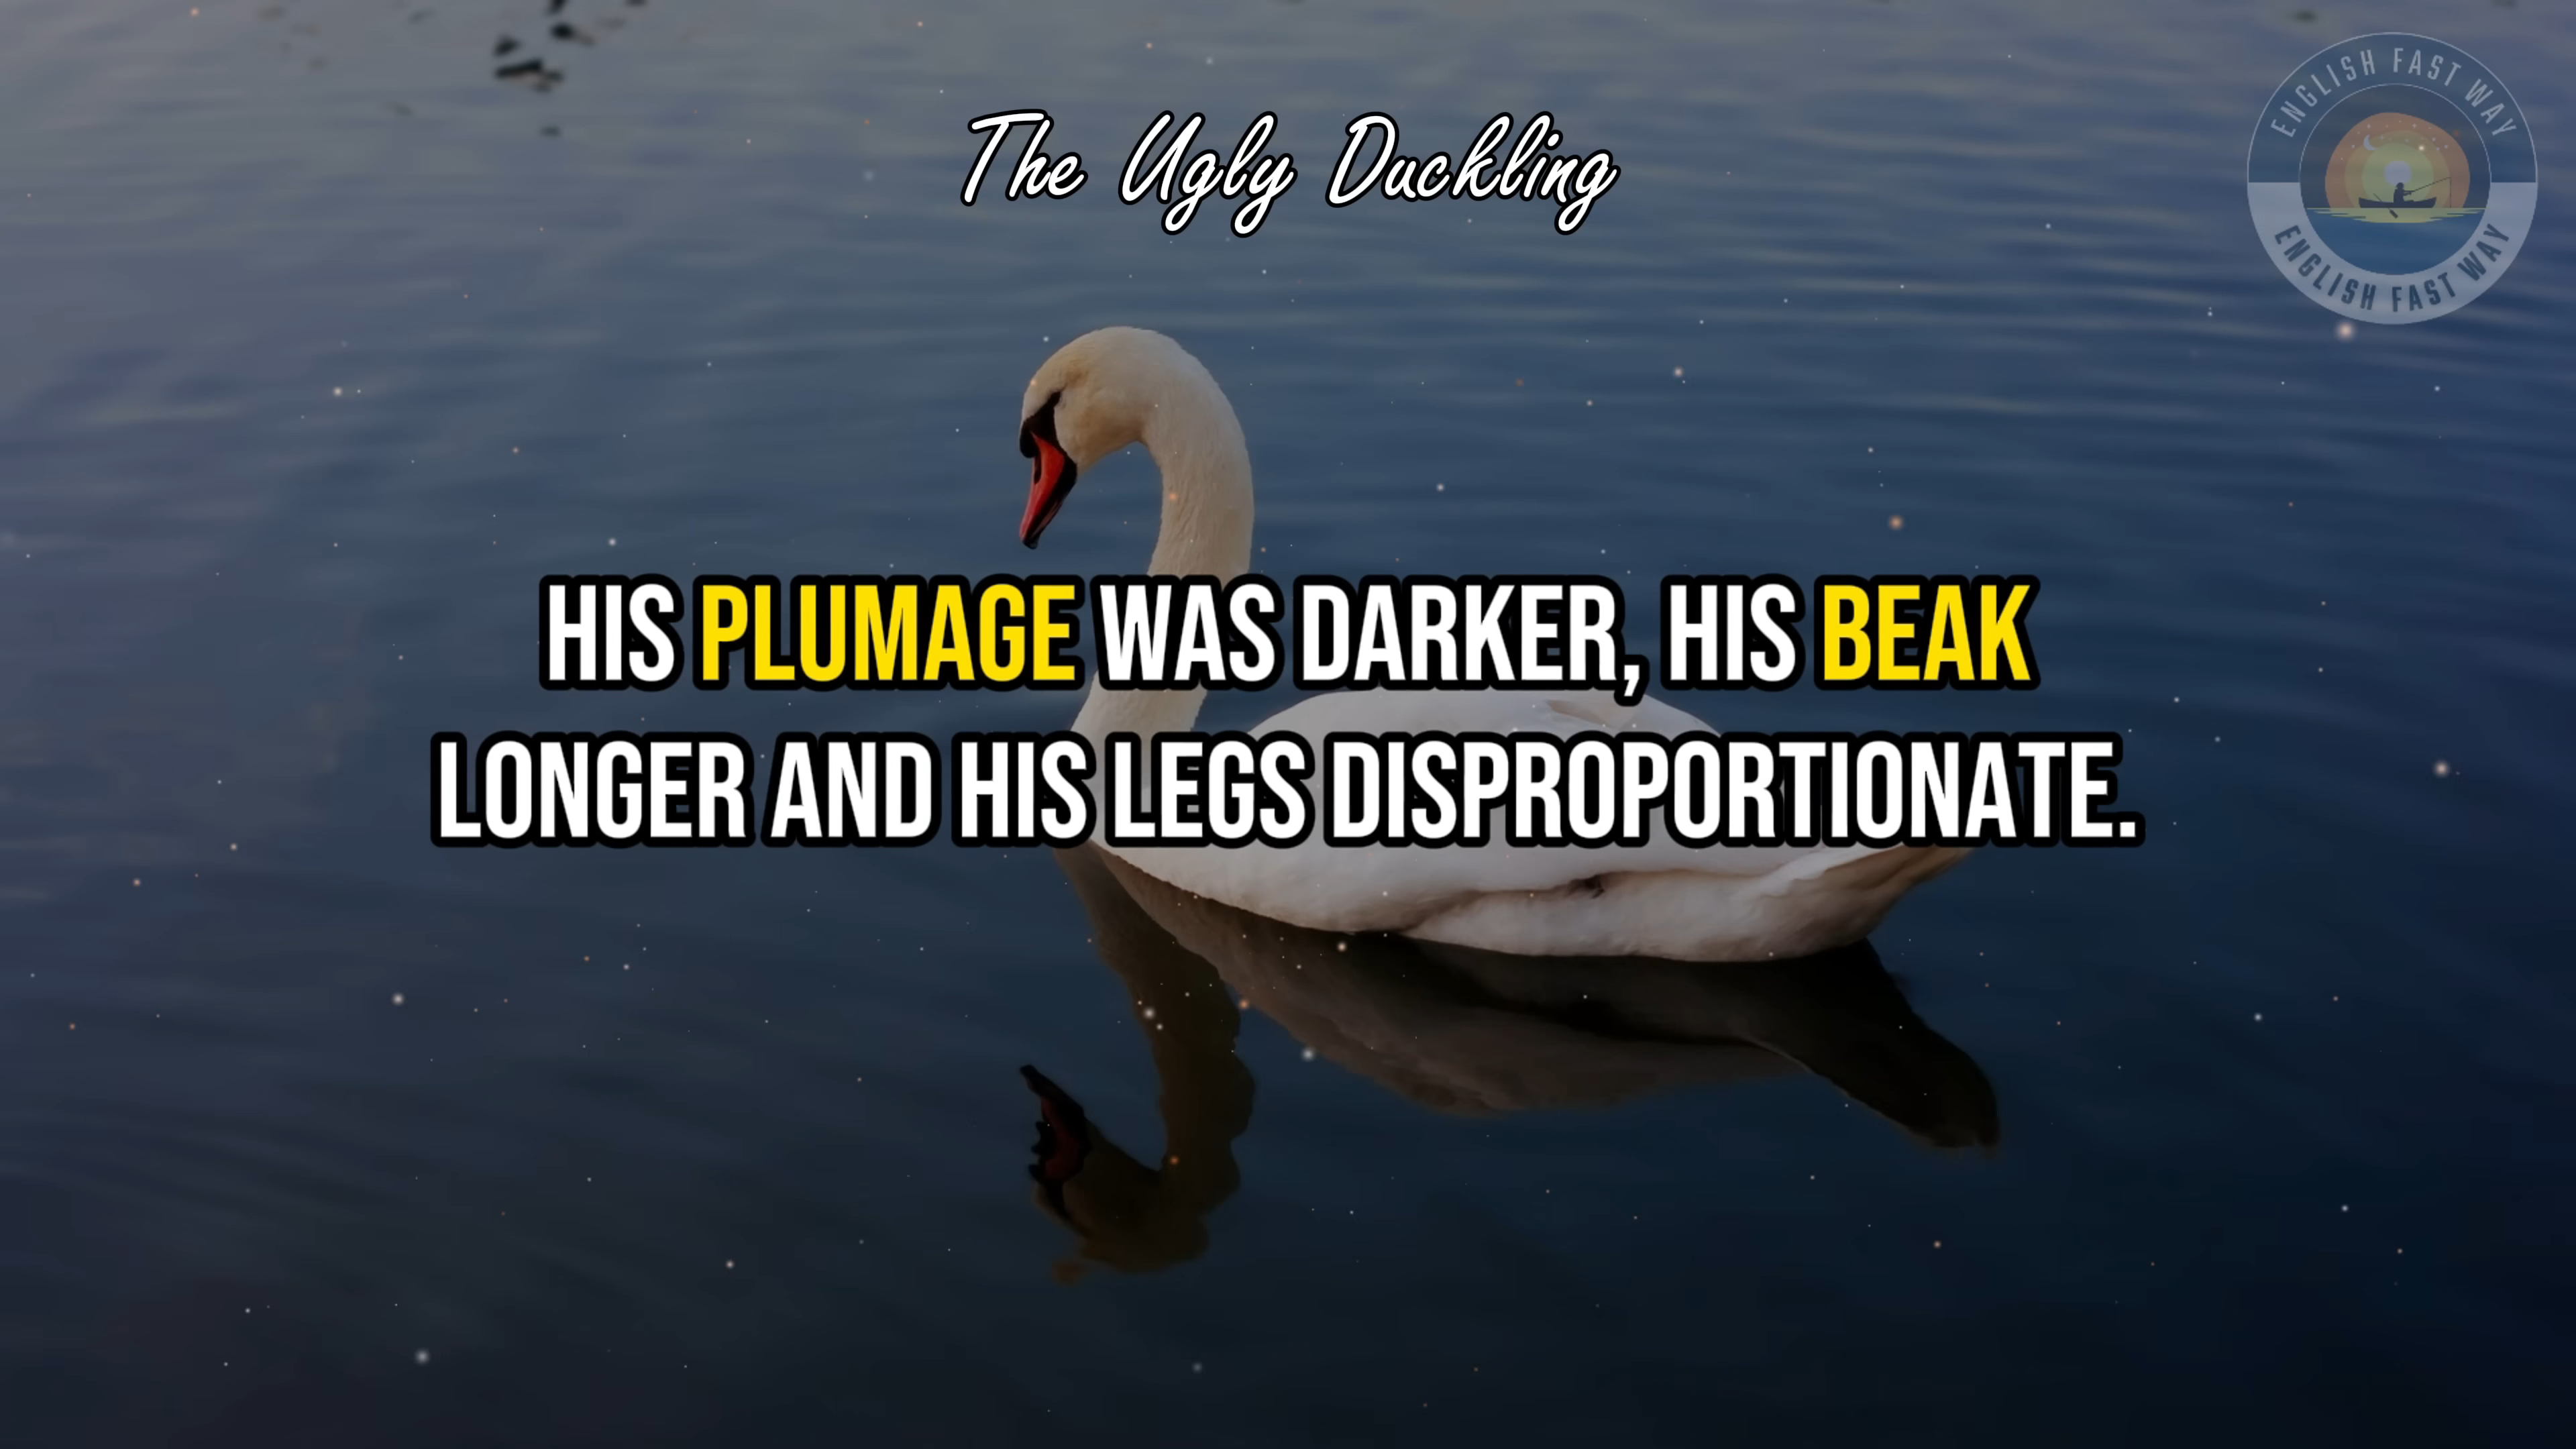 The Ugly Duckling
ENGLISH FAST WAY
ENGLISH FAST WAY
HIS PLUMAGE WAS DARKER, HIS BEAK
LONGER AND HIS LEGS DISPROPORTIONATE.